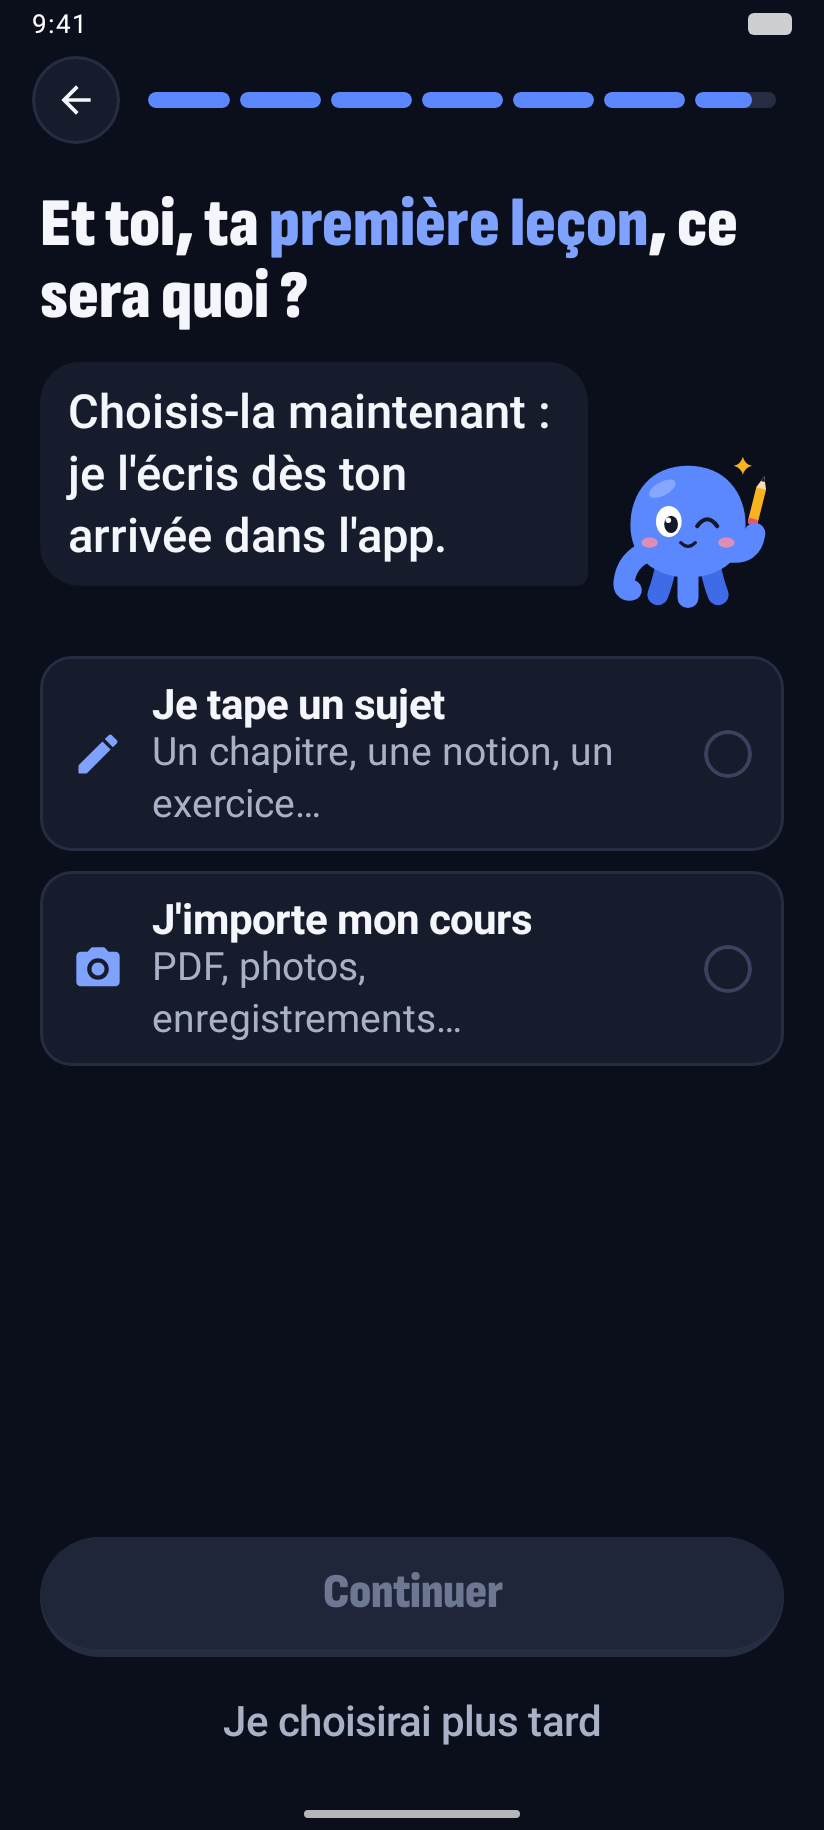 9:41
Et toi, ta première leçon, ce
sera quoi ?
Choisis-la maintenant :
je l'écris dès ton
arrivée dans l'app.
Je tape un sujet
Un chapitre, une notion, un
exercice…
J'importe mon cours
PDF, photos,
enregistrements…
Continuer
Je choisirai plus tard